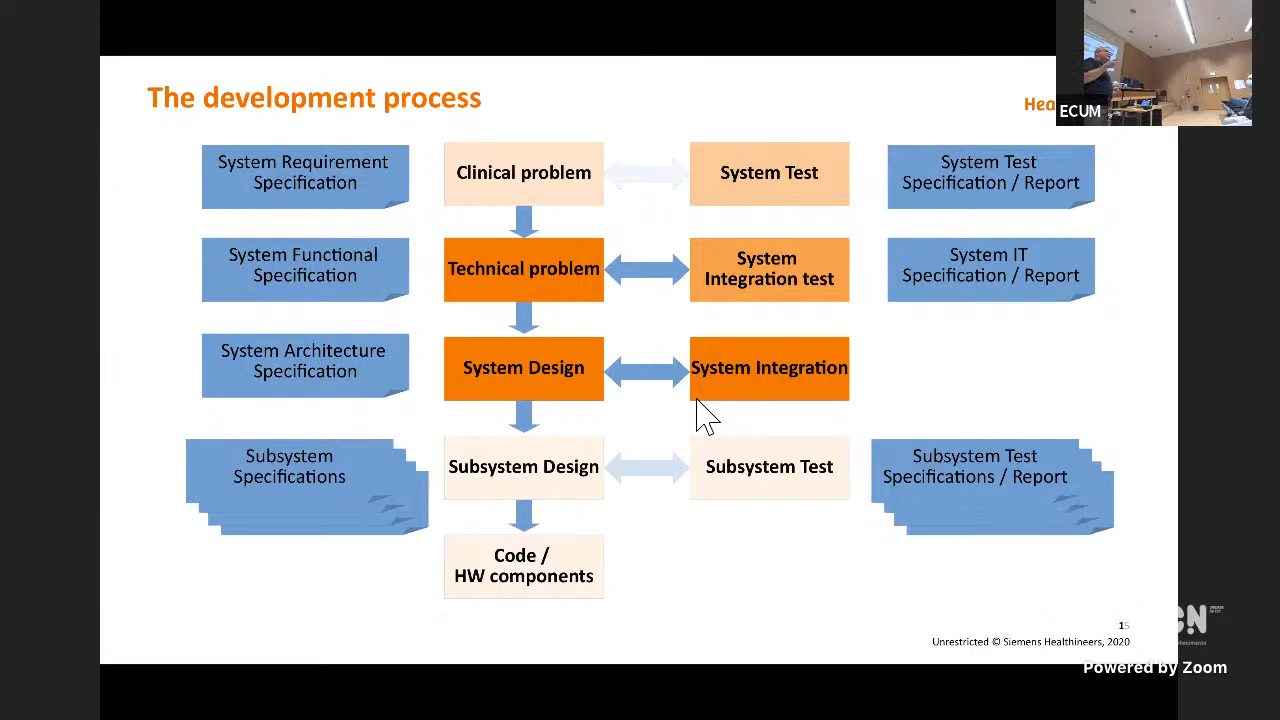 The development process
Hea
ECUM
System Requirement
Specification
Clinical problem
System Test
System Test
Specification / Report
System Functional
Specification
Technical problem
System
Integration test
System IT
Specification / Report
System Architecture
Specification
System Design
System Integration
Subsystem
Specifications
Subsystem Design
Subsystem Test
Subsystem Test
Specifications / Report
Code /
HW components
15
Unrestricted © Siemens Healthineers, 2020
Powered by Zoom